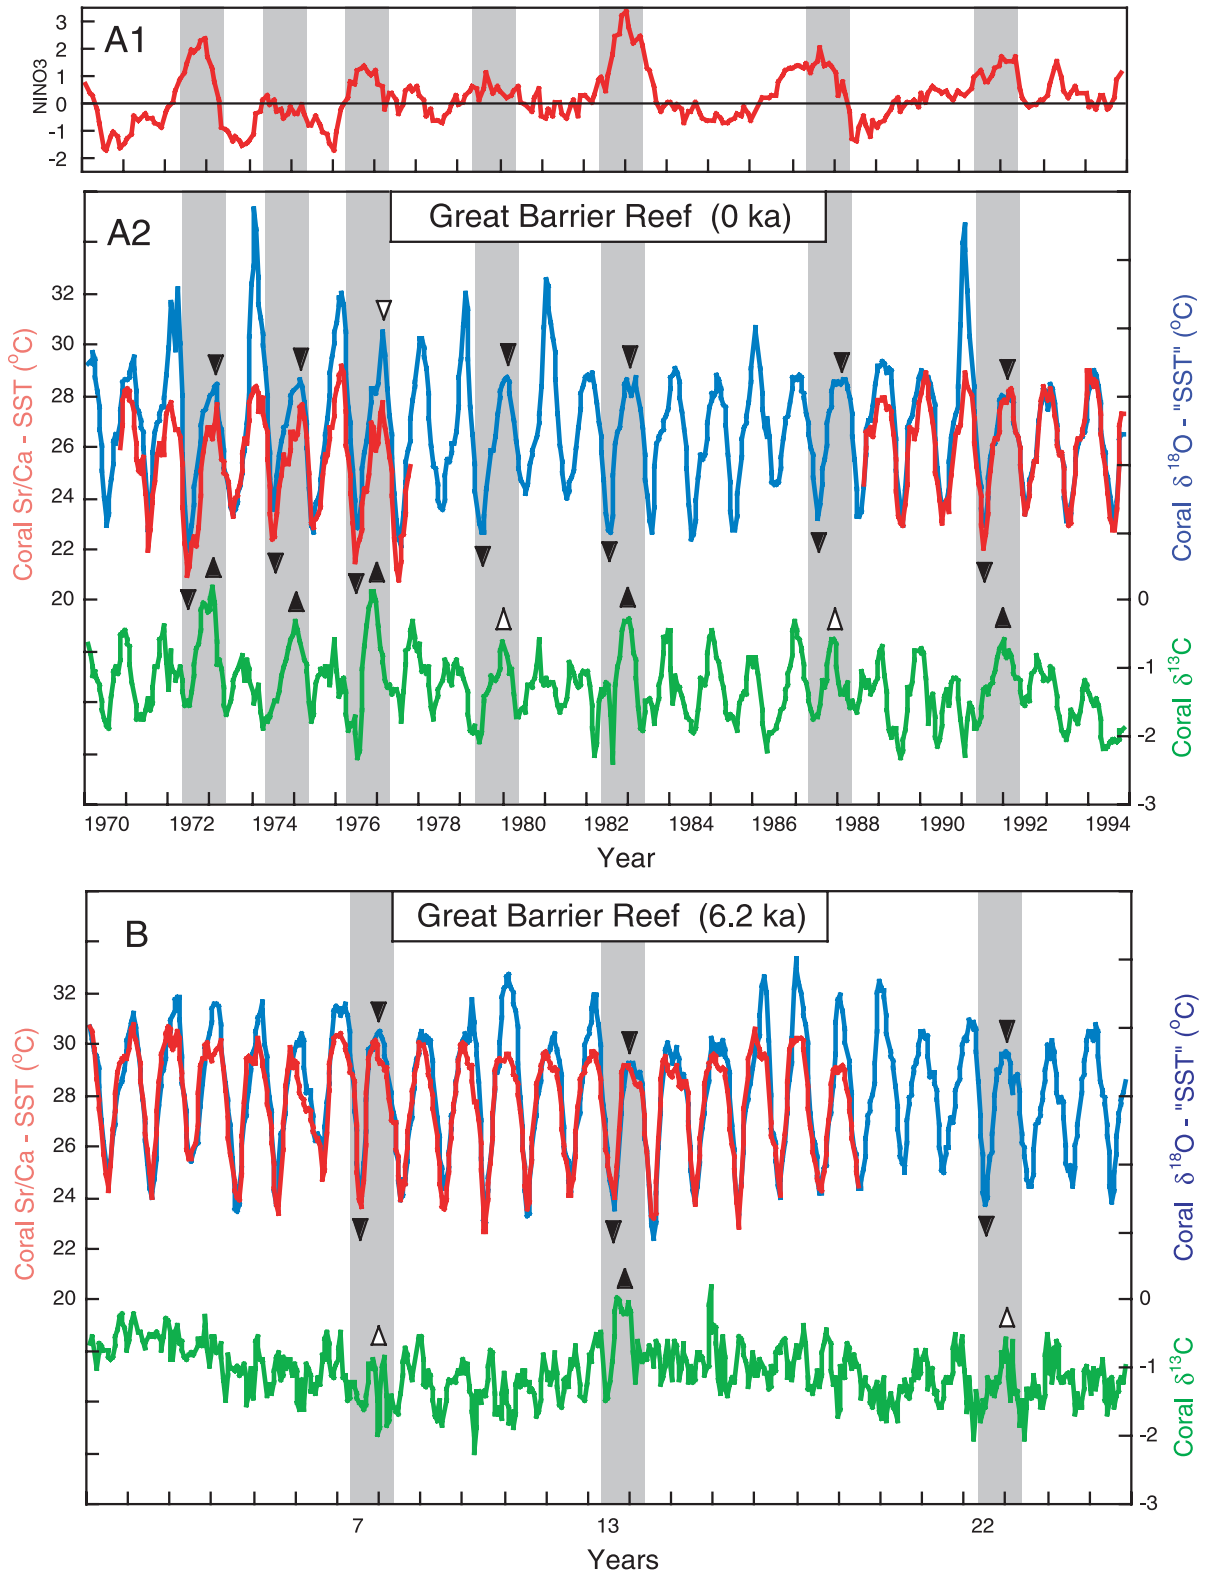 A1
NINO3
3
2
1
0
-1
-2
A2
Great Barrier Reef (0 ka)
Coral Sr/Ca - SST (°C)
32
30
28
26
24
22
20
Coral δ18O - "SST" (°C)
0
-1
-2
-3
Coral δ13C
1970 1972 1974 1976 1978 1980 1982 1984 1986 1988 1990 1992 1994
Year
B
Great Barrier Reef (6.2 ka)
Coral Sr/Ca - SST (°C)
32
30
28
26
24
22
20
Coral δ18O - "SST" (°C)
0
-1
-2
-3
Coral δ13C
7 13 22
Years